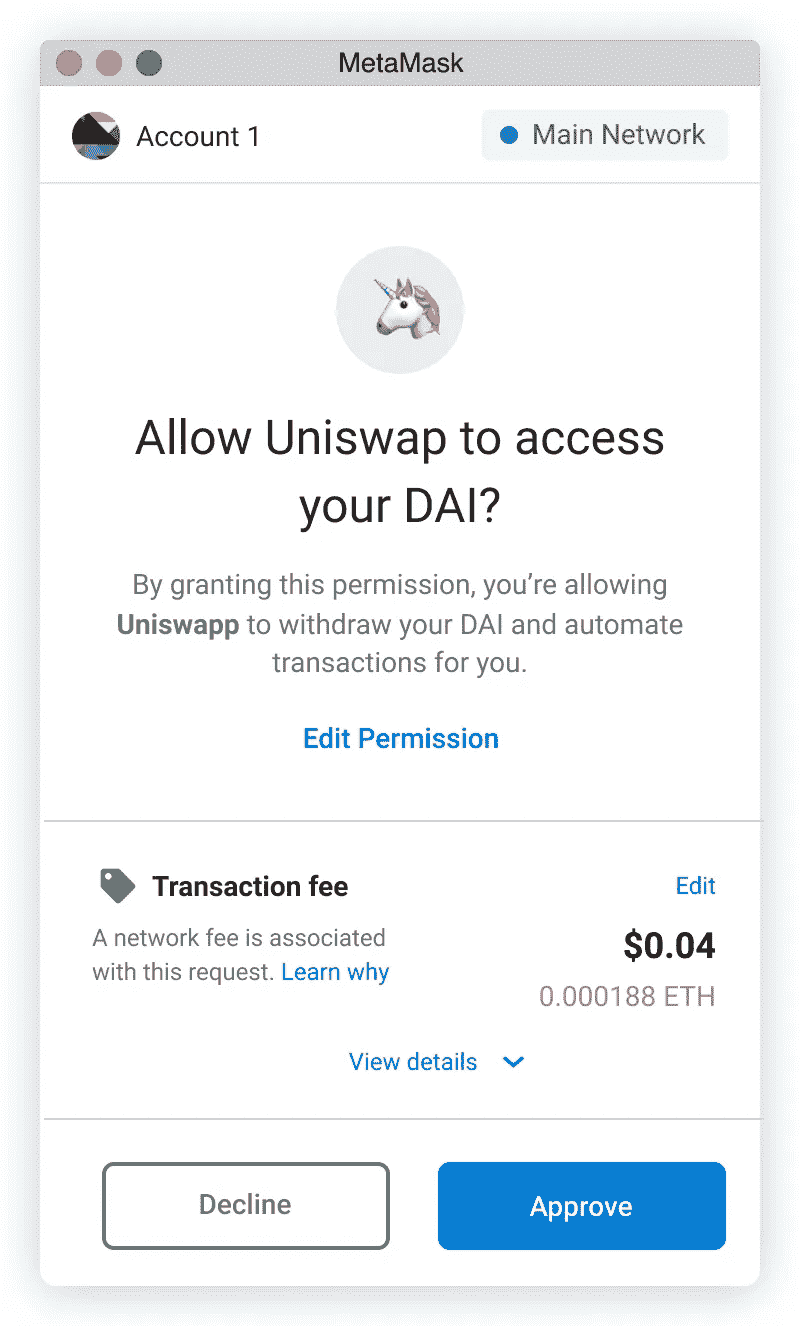 MetaMask
Account 1
Main Network
Allow Uniswap to access
your DAI?
By granting this permission, you’re allowing
Uniswapp to withdraw your DAI and automate
transactions for you.
Edit Permission
Transaction fee
Edit
A network fee is associated
with this request. Learn why
$0.04
0.000188 ETH
View details
Decline
Approve